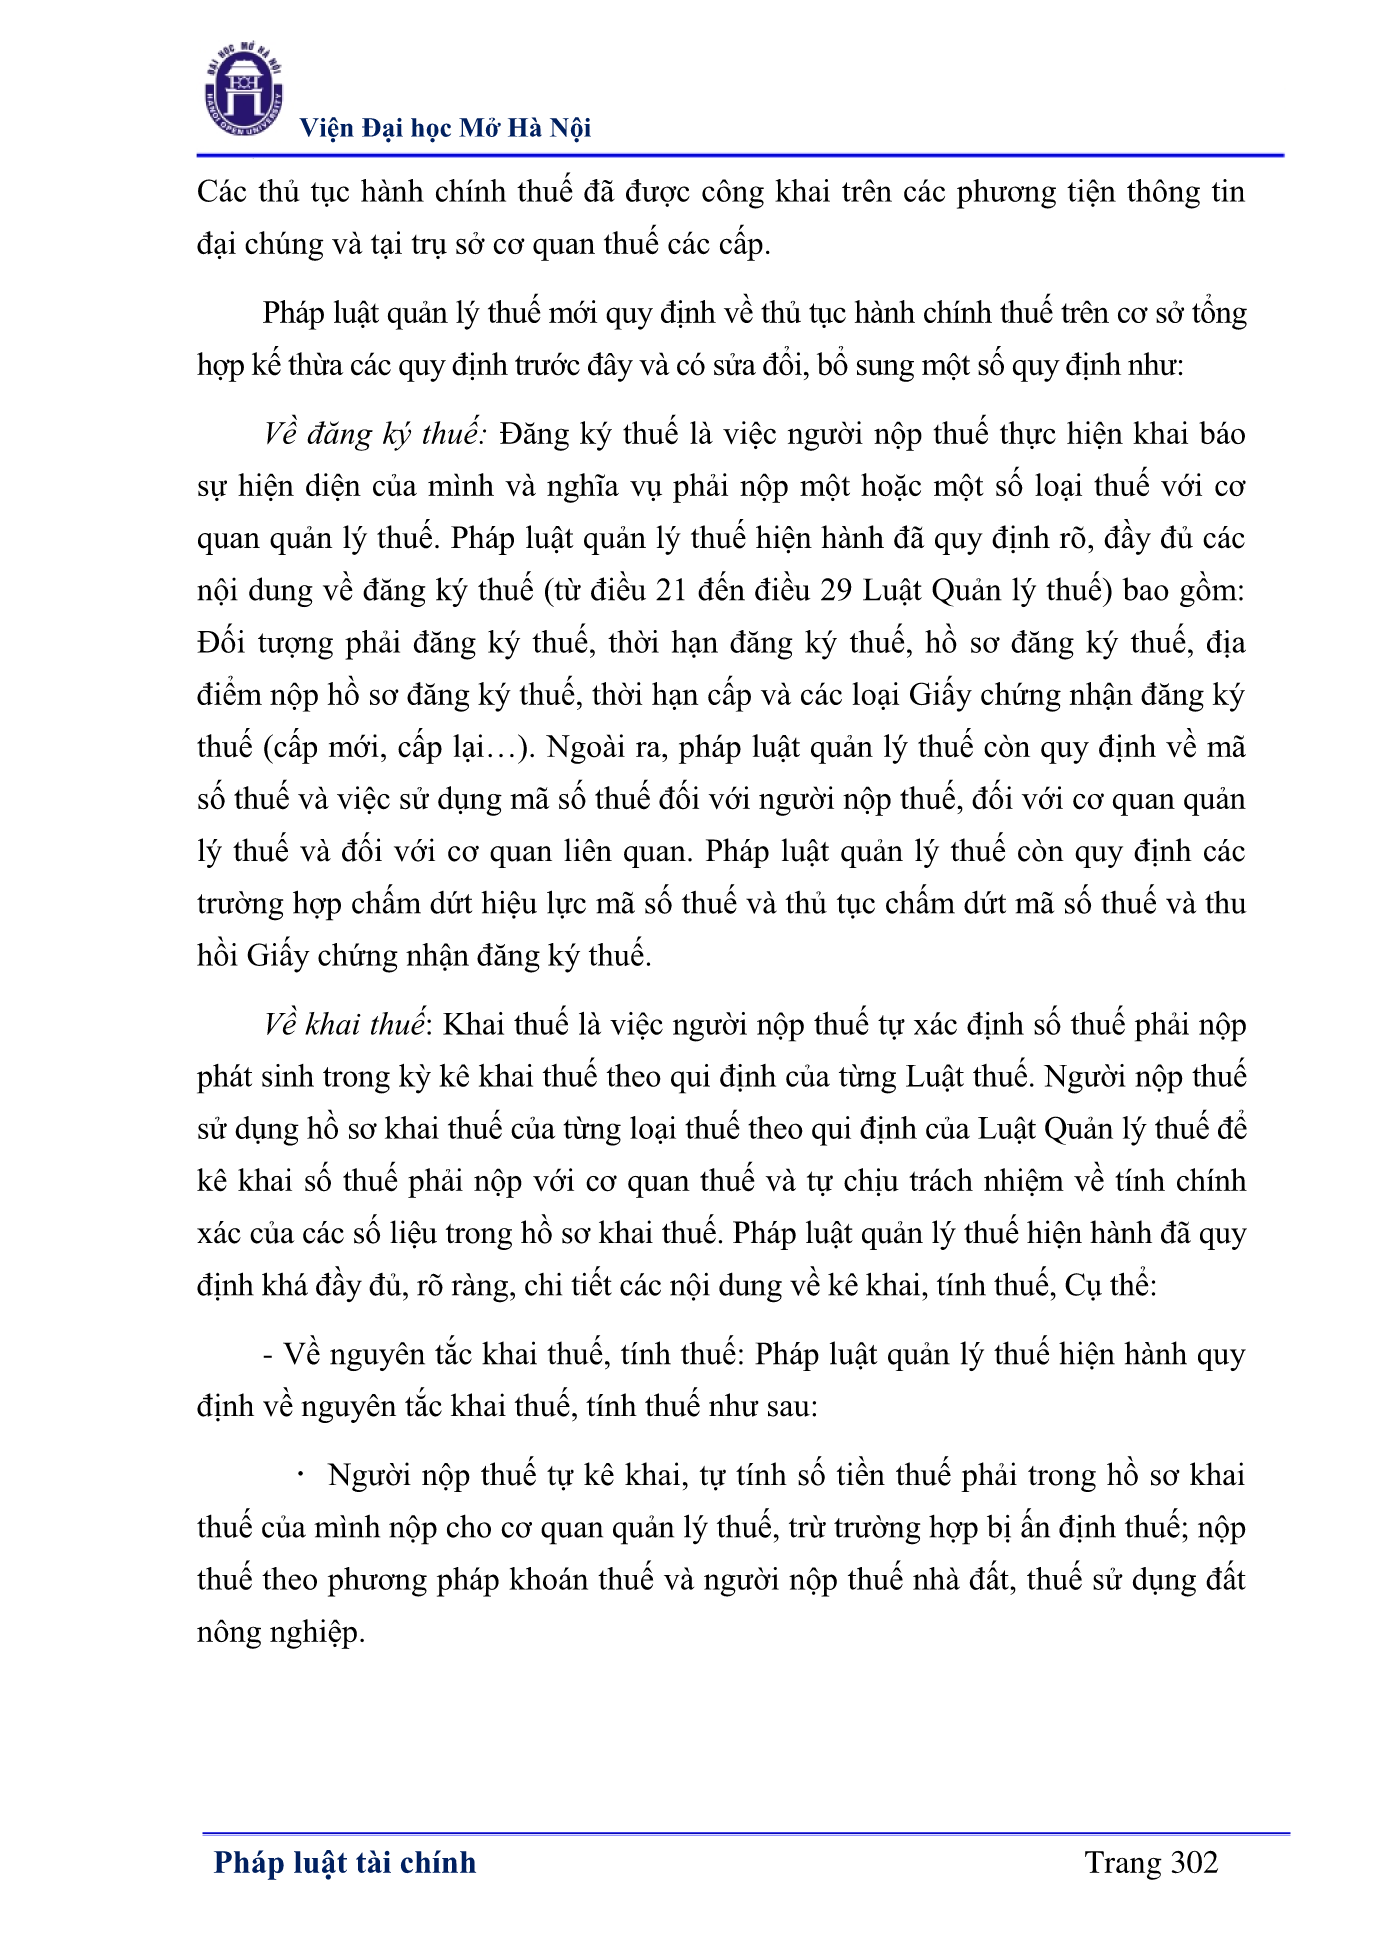 ĐẠI HỌC MỞ HÀ NỘI
HANOI OPEN UNIVERSITY
Viện Đại học Mở Hà Nội
Các thủ tục hành chính thuế đã được công khai trên các phương tiện thông tin
đại chúng và tại trụ sở cơ quan thuế các cấp.
Pháp luật quản lý thuế mới quy định về thủ tục hành chính thuế trên cơ sở tổng
hợp kế thừa các quy định trước đây và có sửa đổi, bổ sung một số quy định như:
Về đăng ký thuế: Đăng ký thuế là việc người nộp thuế thực hiện khai báo
sự hiện diện của mình và nghĩa vụ phải nộp một hoặc một số loại thuế với cơ
quan quản lý thuế. Pháp luật quản lý thuế hiện hành đã quy định rõ, đầy đủ các
nội dung về đăng ký thuế (từ điều 21 đến điều 29 Luật Quản lý thuế) bao gồm:
Đối tượng phải đăng ký thuế, thời hạn đăng ký thuế, hồ sơ đăng ký thuế, địa
điểm nộp hồ sơ đăng ký thuế, thời hạn cấp và các loại Giấy chứng nhận đăng ký
thuế (cấp mới, cấp lại…). Ngoài ra, pháp luật quản lý thuế còn quy định về mã
số thuế và việc sử dụng mã số thuế đối với người nộp thuế, đối với cơ quan quản
lý thuế và đối với cơ quan liên quan. Pháp luật quản lý thuế còn quy định các
trường hợp chấm dứt hiệu lực mã số thuế và thủ tục chấm dứt mã số thuế và thu
hồi Giấy chứng nhận đăng ký thuế.
Về khai thuế: Khai thuế là việc người nộp thuế tự xác định số thuế phải nộp
phát sinh trong kỳ kê khai thuế theo qui định của từng Luật thuế. Người nộp thuế
sử dụng hồ sơ khai thuế của từng loại thuế theo qui định của Luật Quản lý thuế để
kê khai số thuế phải nộp với cơ quan thuế và tự chịu trách nhiệm về tính chính
xác của các số liệu trong hồ sơ khai thuế. Pháp luật quản lý thuế hiện hành đã quy
định khá đầy đủ, rõ ràng, chi tiết các nội dung về kê khai, tính thuế, Cụ thể:
- Về nguyên tắc khai thuế, tính thuế: Pháp luật quản lý thuế hiện hành quy
định về nguyên tắc khai thuế, tính thuế như sau:
· Người nộp thuế tự kê khai, tự tính số tiền thuế phải trong hồ sơ khai
thuế của mình nộp cho cơ quan quản lý thuế, trừ trường hợp bị ấn định thuế; nộp
thuế theo phương pháp khoán thuế và người nộp thuế nhà đất, thuế sử dụng đất
nông nghiệp.
Pháp luật tài chính
Trang 302